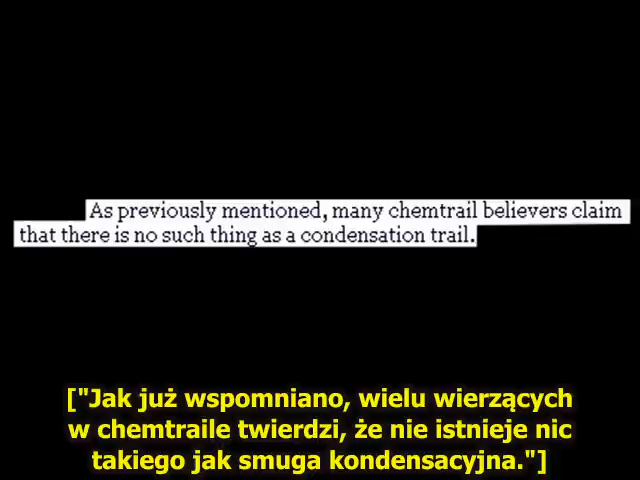 As previously mentioned, many chemtrail believers claim
that there is no such thing as a condensation trail.
["Jak już wspomniano, wielu wierzących
w chemtraile twierdzi, że nie istnieje nic
takiego jak smuga kondensacyjna."]